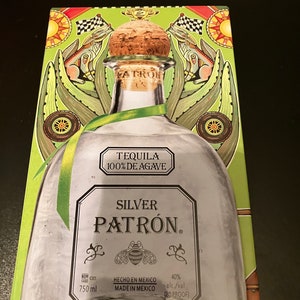 PATRÓN
TEQUILA
100% DE AGAVE
SILVER
PATRÓN
HECHO EN MEXICO
MADE IN MEXICO
750 ml
40%